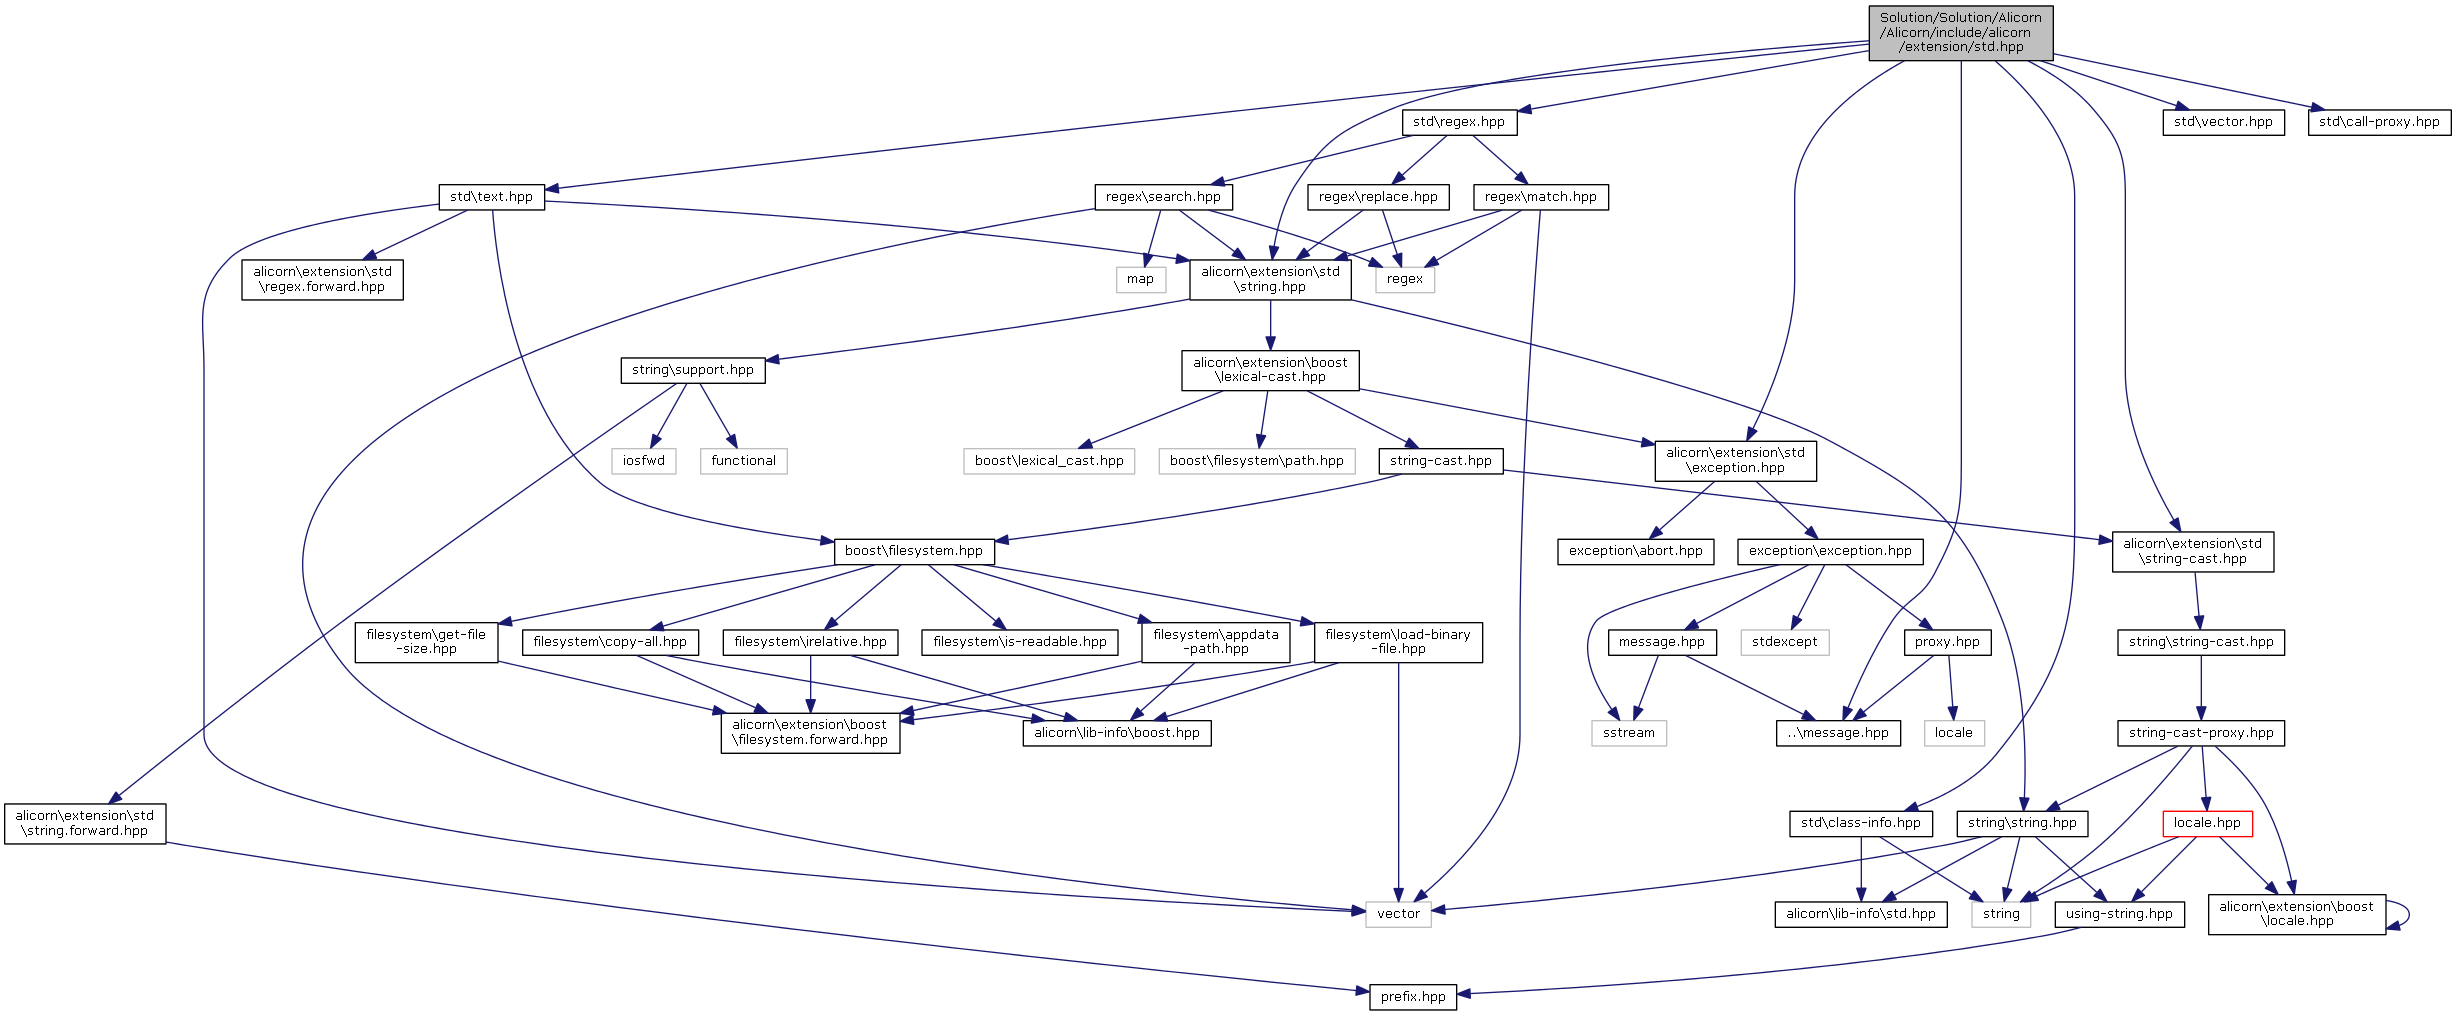 Solution/Solution/Alicorn
/Alicorn/include/alicorn
/extension/std.hpp
std\regex.hpp
std\vector.hpp
std\call-proxy.hpp
std\text.hpp
regex\search.hpp
regex\replace.hpp
regex\match.hpp
alicorn\extension\std
\regex.forward.hpp
map
alicorn\extension\std
\string.hpp
regex
string\support.hpp
alicorn\extension\boost
\lexical-cast.hpp
iosfwd
functional
boost\lexical_cast.hpp
boost\filesystem\path.hpp
string-cast.hpp
alicorn\extension\std
\exception.hpp
boost\filesystem.hpp
exception\abort.hpp
exception\exception.hpp
alicorn\extension\std
\string-cast.hpp
filesystem\get-file
-size.hpp
filesystem\copy-all.hpp
filesystem\irelative.hpp
filesystem\is-readable.hpp
filesystem\appdata
-path.hpp
filesystem\load-binary
-file.hpp
message.hpp
stdexcept
proxy.hpp
string\string-cast.hpp
alicorn\extension\boost
\filesystem.forward.hpp
alicorn\lib-info\boost.hpp
sstream
..\message.hpp
locale
string-cast-proxy.hpp
alicorn\extension\std
\string.forward.hpp
std\class-info.hpp
string\string.hpp
locale.hpp
vector
alicorn\lib-info\std.hpp
string
using-string.hpp
alicorn\extension\boost
\locale.hpp
prefix.hpp